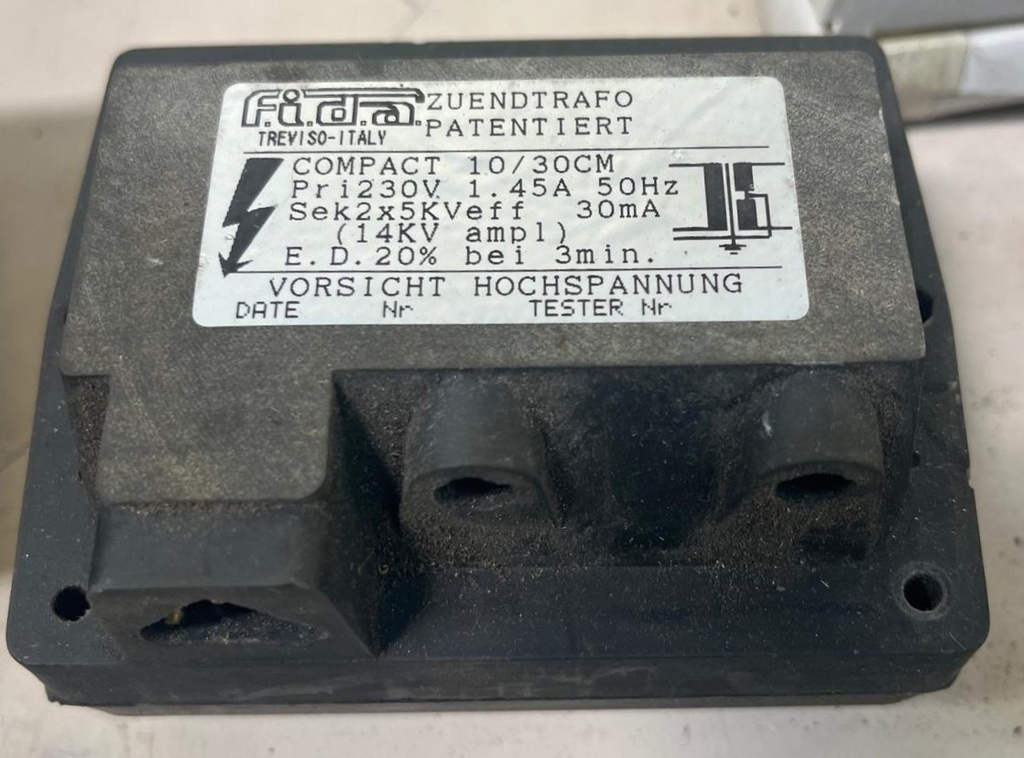 f.i.d.a. ZUENDTRAFO
TREVISO-ITALY PATENTIERT
COMPACT 10/30CM
Pri230V. 1.45A 50Hz
Sek2x5KVeff 30mA
(14KV ampl)
E.D.20% bei 3min.
VORSICHT HOCHSPANNUNG
DATE Nr TESTER Nr